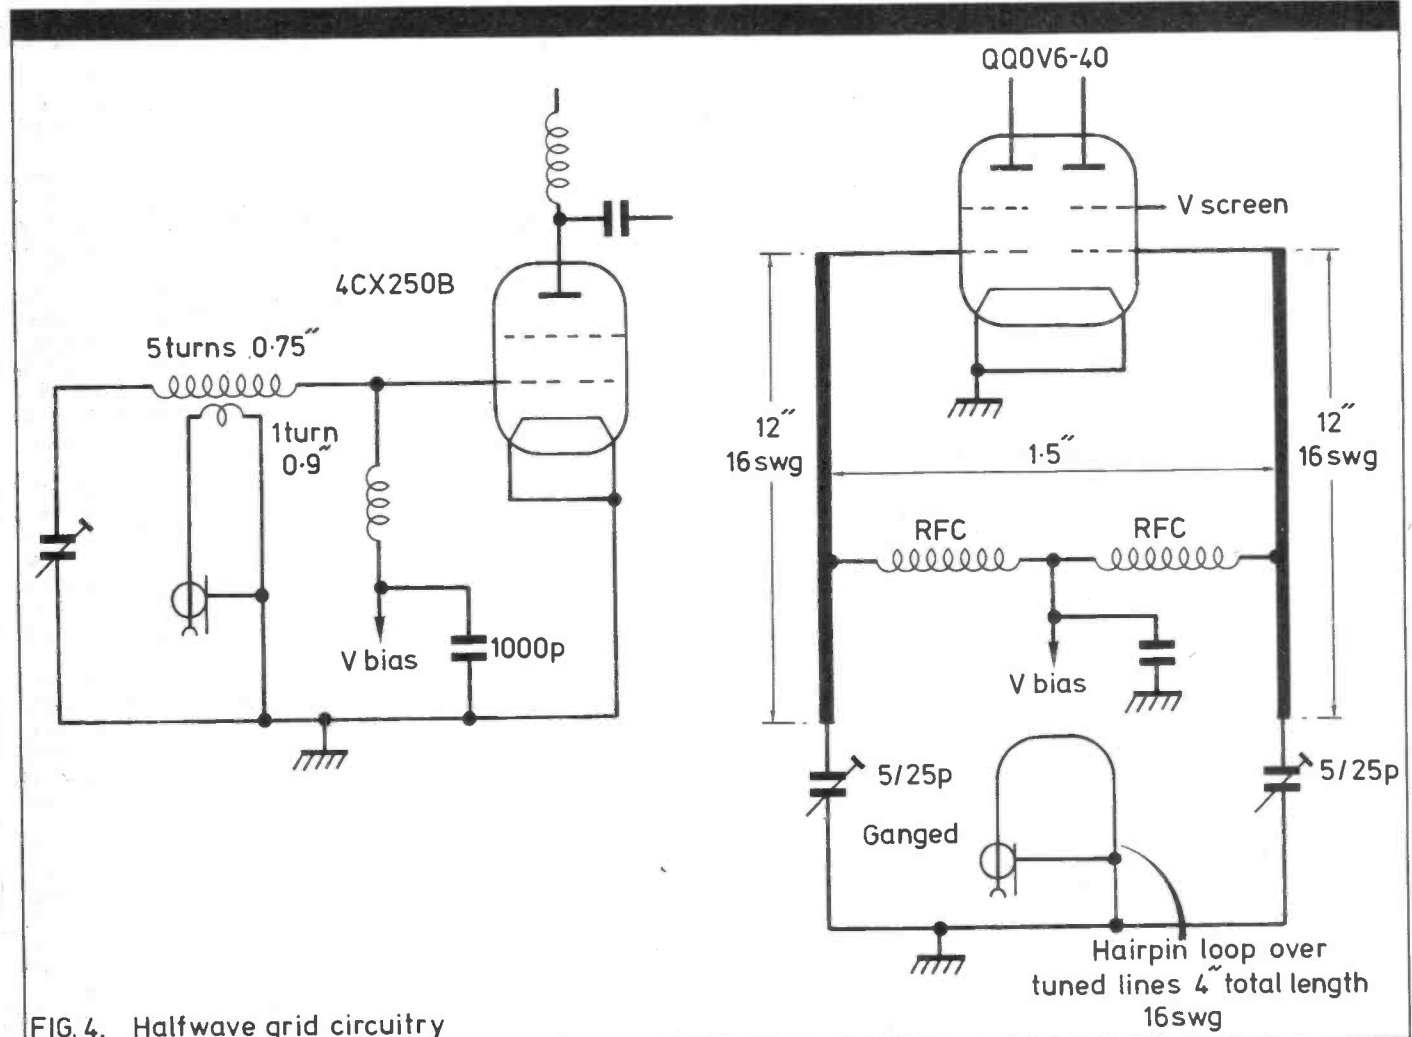 QQOV6-40
V screen
4CX250B
5turns 0.75"
1turn
0.9"
12"
16swg
1.5"
12"
16swg
RFC
RFC
V bias
1000p
V bias
5/25p
5/25p
Ganged
Hairpin loop over
tuned lines 4" total length
16swg
FIG. 4. Halfwave grid circuitry